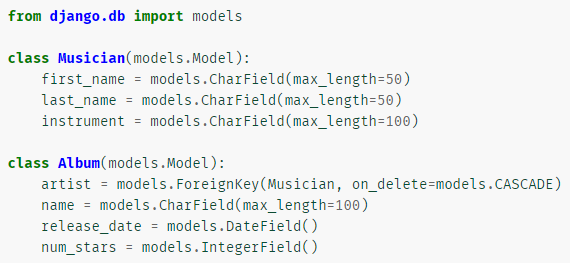 from django.db import models

class Musician(models.Model):
    first_name = models.CharField(max_length=50)
    last_name = models.CharField(max_length=50)
    instrument = models.CharField(max_length=100)

class Album(models.Model):
    artist = models.ForeignKey(Musician, on_delete=models.CASCADE)
    name = models.CharField(max_length=100)
    release_date = models.DateField()
    num_stars = models.IntegerField()